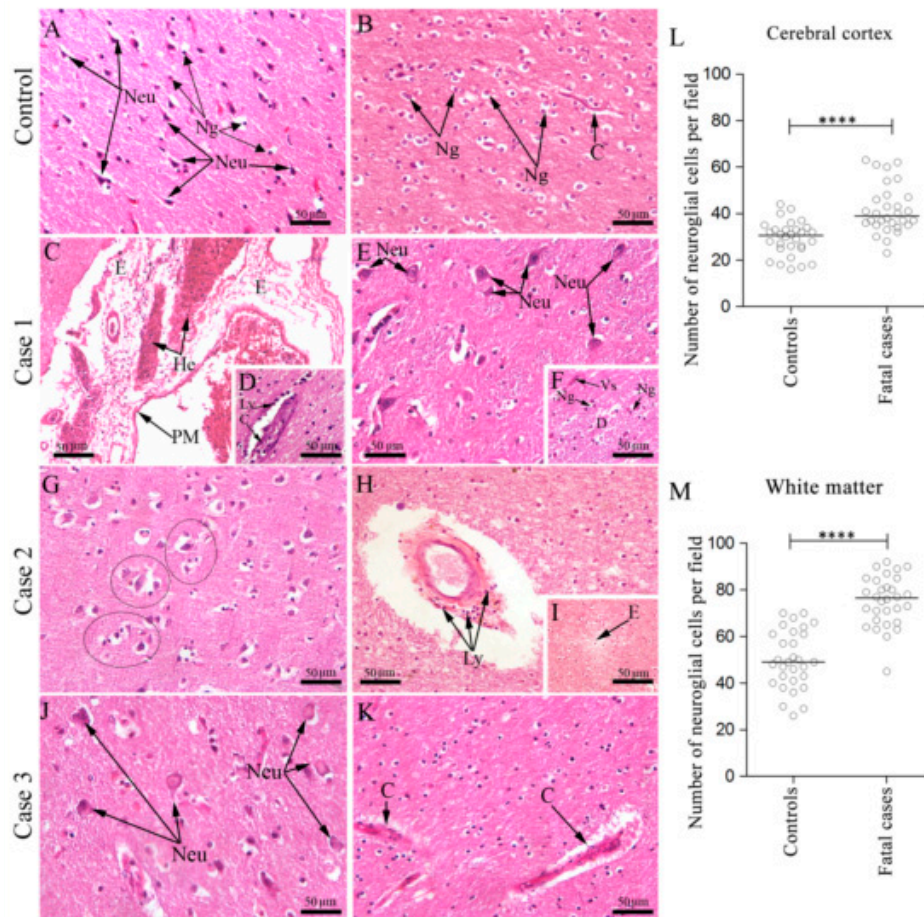 Control
A
Neu
Ng
Neu
50 µm
B
Ng
Ng
C
50 µm
Case 1
C
E
E
He
PM
50 µm
D
Ly
C
50 µm
E
Neu
Neu
Neu
50 µm
F
Vs
Ng
Ng
D
50 µm
Case 2
G
50 µm
H
Ly
I
E
50 µm
Case 3
J
Neu
Neu
50 µm
K
C
C
50 µm
L
Cerebral cortex
Number of neuroglial cells per field
100
80
60
40
20
0
****
Controls
Fatal cases
M
White matter
Number of neuroglial cells per field
100
80
60
40
20
0
****
Controls
Fatal cases